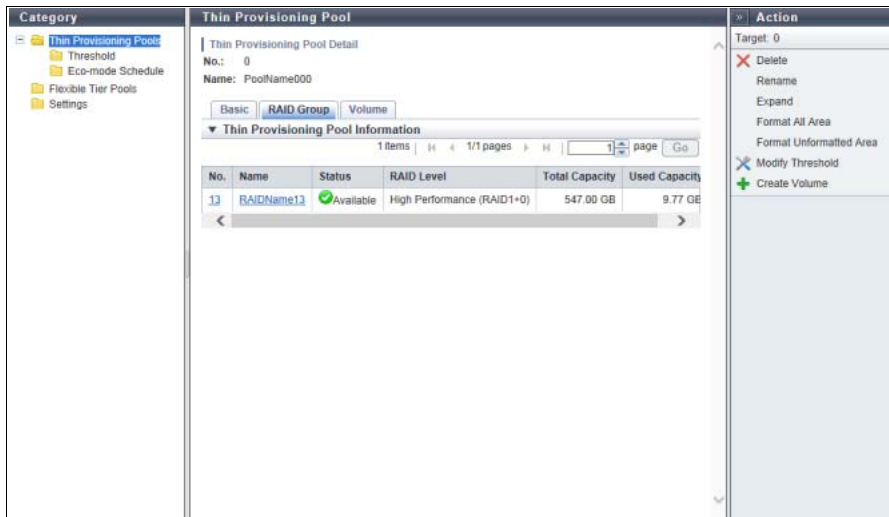 Category
Thin Provisioning Pools
Threshold
Eco-mode Schedule
Flexible Tier Pools
Settings
Thin Provisioning Pool
Thin Provisioning Pool Detail
No.: 0
Name: PoolName000
Basic RAID Group Volume
Thin Provisioning Pool Information
1 items 1/1 pages 1 page Go
No. Name Status RAID Level Total Capacity Used Capacity
13 RAIDName13 Available High Performance (RAID1+0) 547.00 GB 9.77 GB
» Action
Target: 0
Delete
Rename
Expand
Format All Area
Format Unformatted Area
Modify Threshold
Create Volume